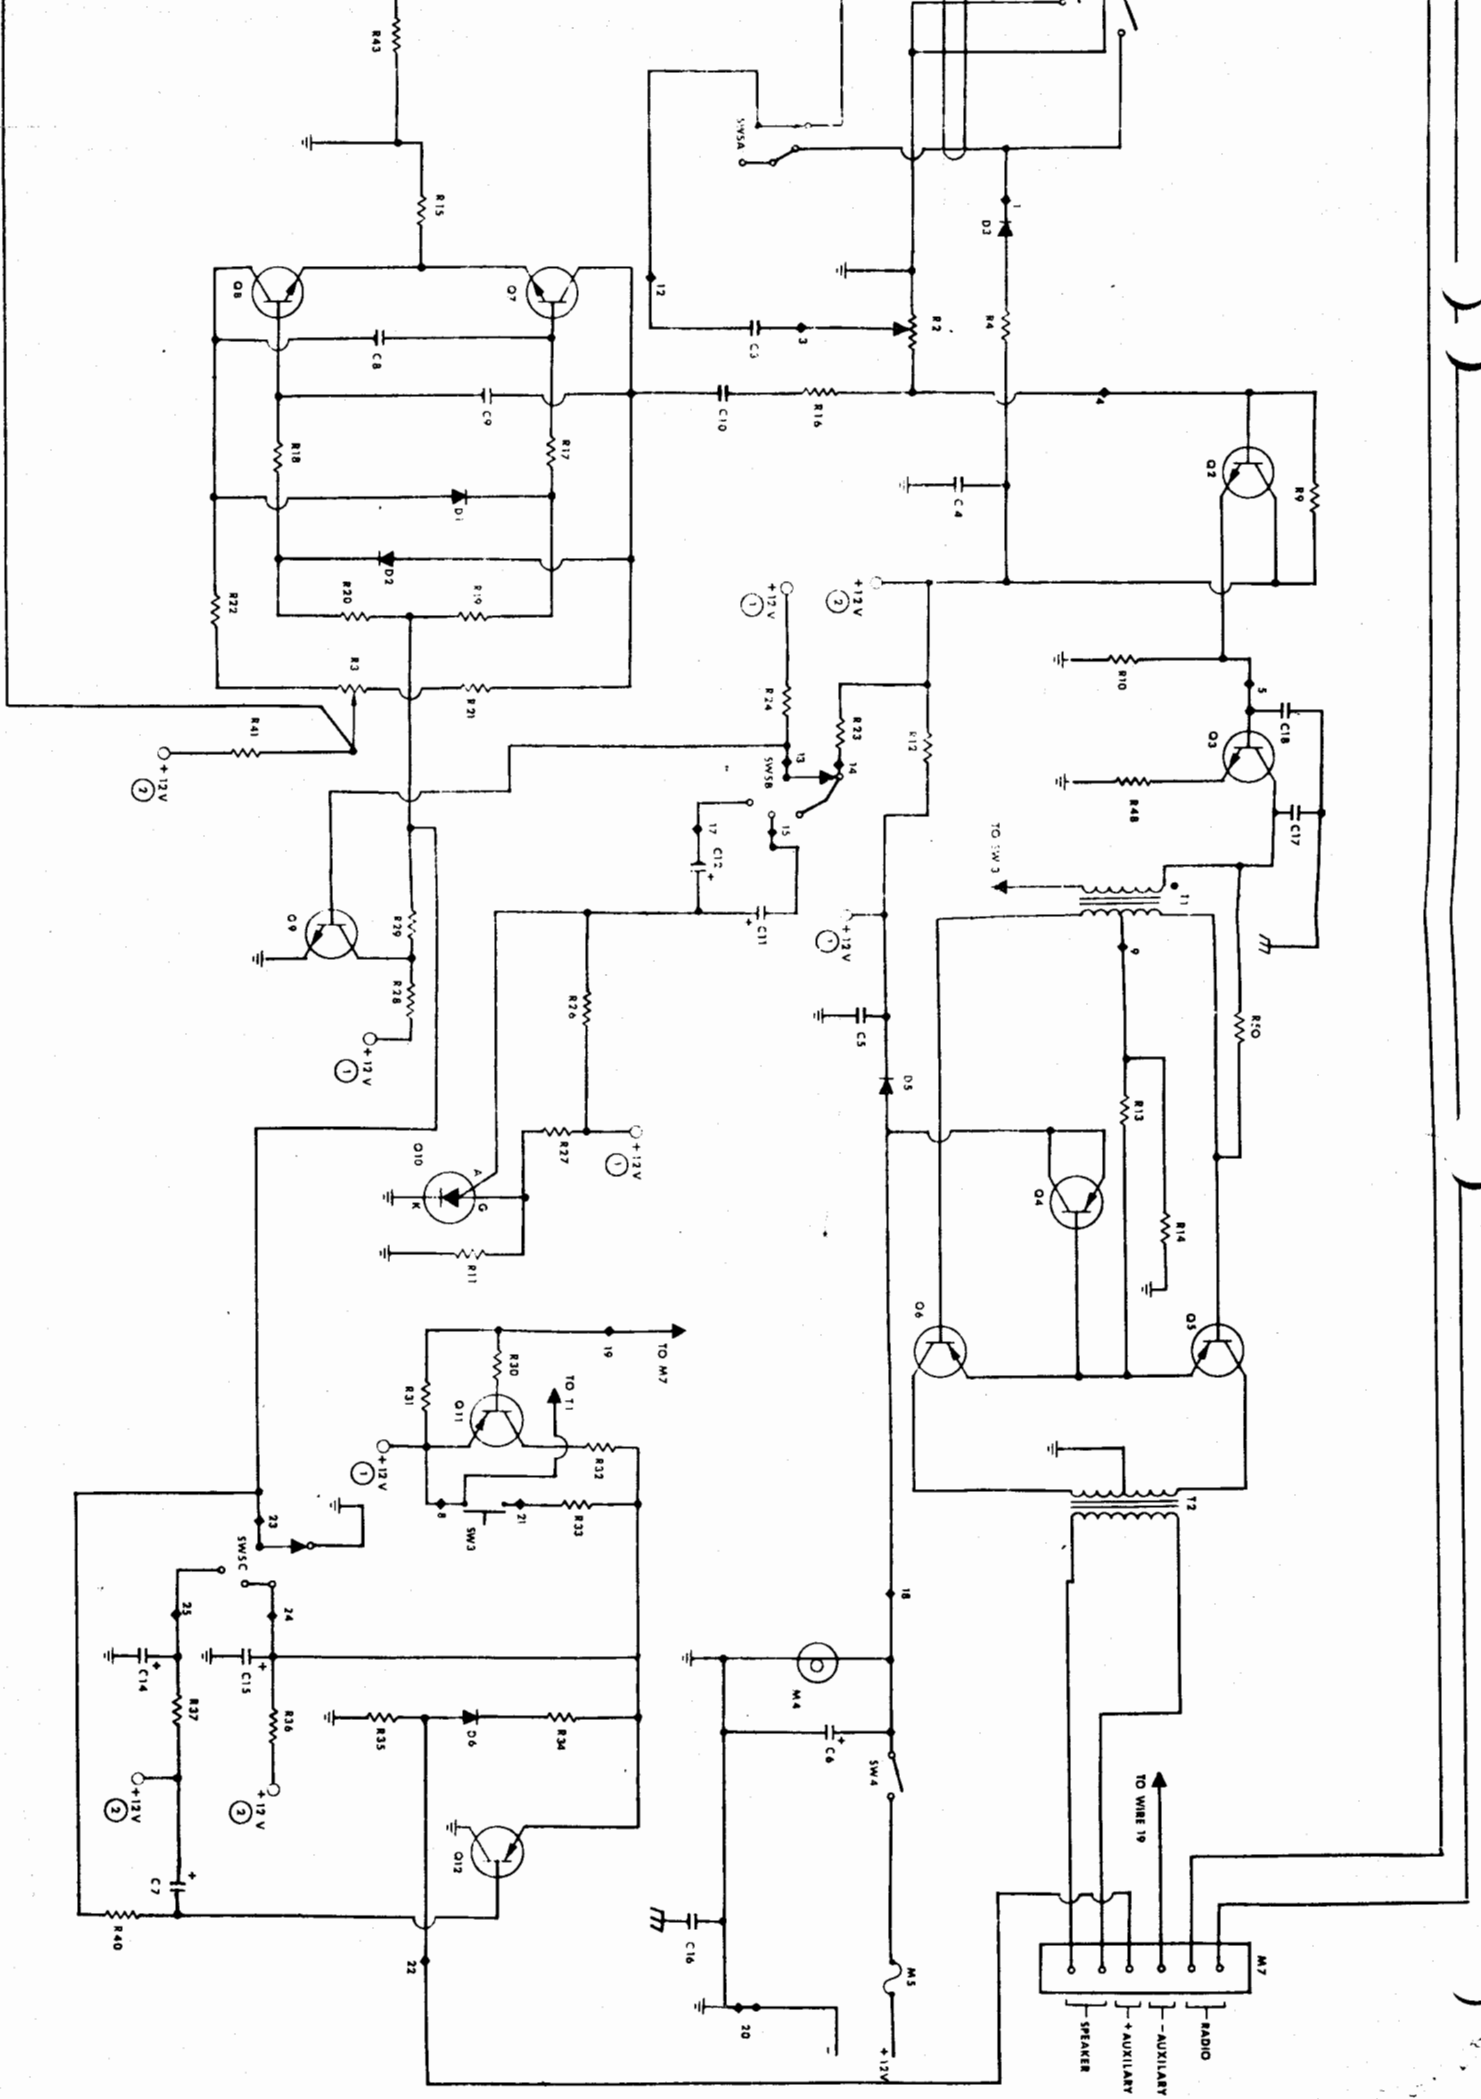 R43
SW5A
R15
1
D3
Q8
Q7
12
R2
R4
3
C3
C8
C9
C10
R16
4
R18
R17
Q2
R9
C4
D1
D2
R22
R20
R19
+12V
1
+12V
2
R3
R21
R24
R23
R12
R10
5
C18
Q3
R41
+12V
2
13
14
SW5B
R48
C17
17
15
C12
+
TO SW 3
T1
Q9
R29
C11
+
+12V
1
9
R28
R26
C5
R50
+12V
1
D5
R13
Q10
A
R27
+12V
1
K
G
Q4
R14
R11
Q6
Q5
TO M7
19
R30
R31
Q11
TO T1
+12V
1
R32
8
SW3
21
R33
T2
23
SW5C
18
25
24
C14
+
C15
+
M4
R37
R36
R35
D6
R34
C6
+
SW4
+12V
2
+12V
2
TO WIRE 19
C7
+
Q12
R40
22
C16
M5
M7
20
-
+12V
SPEAKER
+AUXILARY
-AUXILARY
RADIO